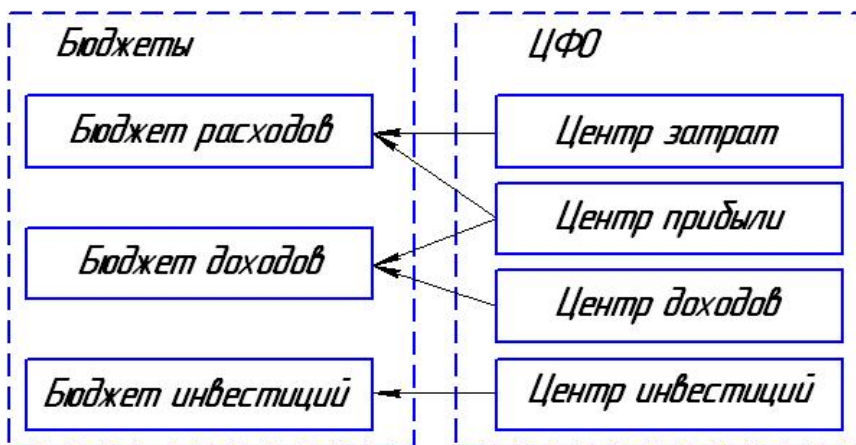 Бюджеты
Бюджет расходов
Бюджет доходов
Бюджет инвестиций
ЦФО
Центр затрат
Центр прибыли
Центр доходов
Центр инвестиций